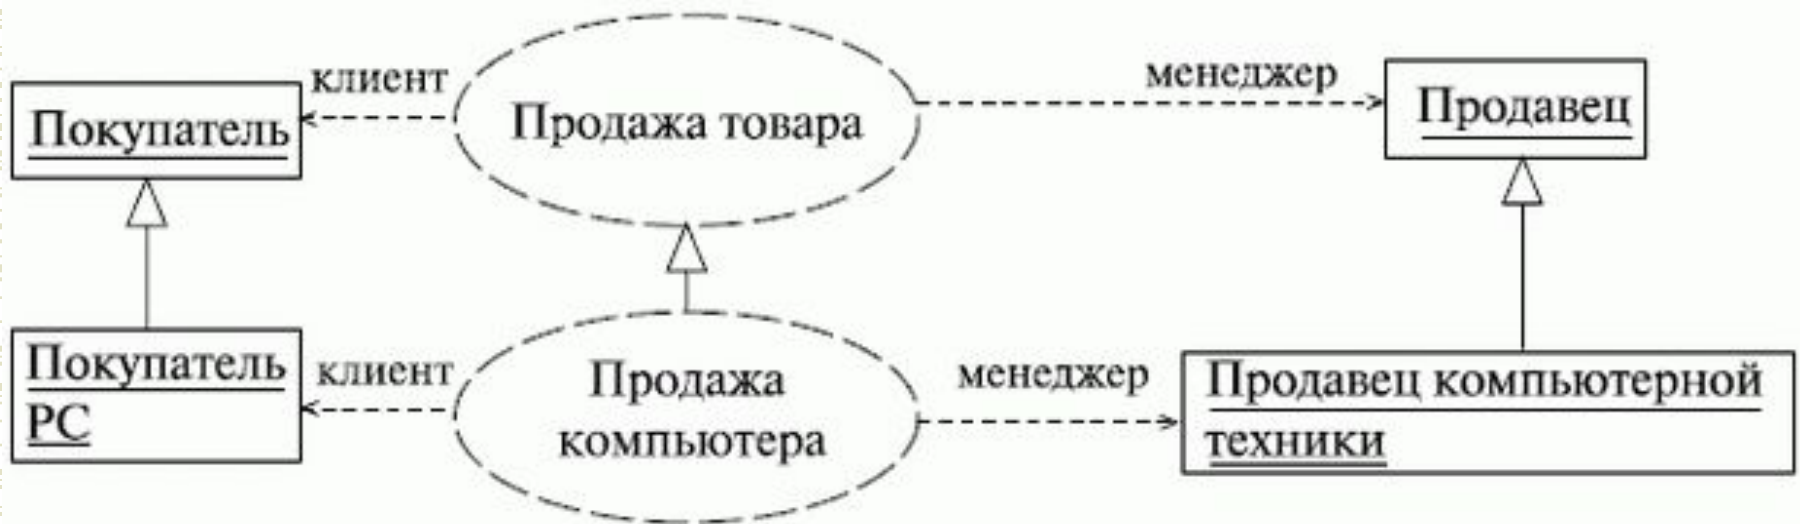 клиент
менеджер
Покупатель
Продажа товара
Продавец
Покупатель
PC
клиент
Продажа
компьютера
менеджер
Продавец компьютерной
техники